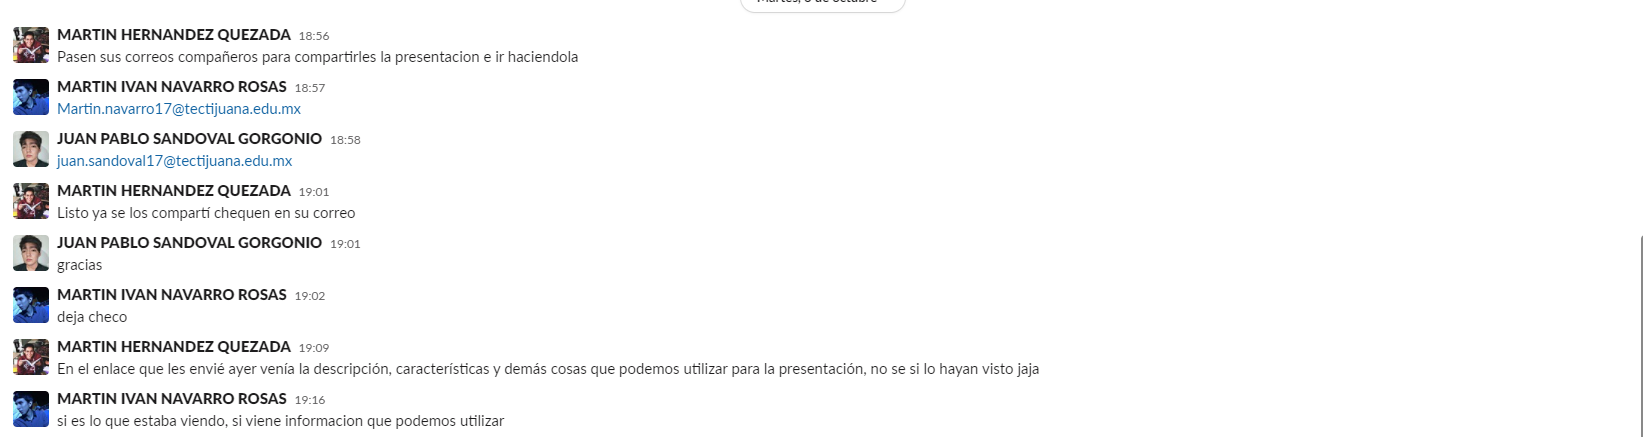 Martes, 6 de octubre
MARTIN HERNANDEZ QUEZADA 18:56
Pasen sus correos compañeros para compartirles la presentacion e ir haciendola
MARTIN IVAN NAVARRO ROSAS 18:57
Martin.navarro17@tectijuana.edu.mx
JUAN PABLO SANDOVAL GORGONIO 18:58
juan.sandoval17@tectijuana.edu.mx
MARTIN HERNANDEZ QUEZADA 19:01
Listo ya se los compartí chequen en su correo
JUAN PABLO SANDOVAL GORGONIO 19:01
gracias
MARTIN IVAN NAVARRO ROSAS 19:02
deja checo
MARTIN HERNANDEZ QUEZADA 19:09
En el enlace que les envié ayer venía la descripción, características y demás cosas que podemos utilizar para la presentación, no se si lo hayan visto jaja
MARTIN IVAN NAVARRO ROSAS 19:16
si es lo que estaba viendo, si viene informacion que podemos utilizar